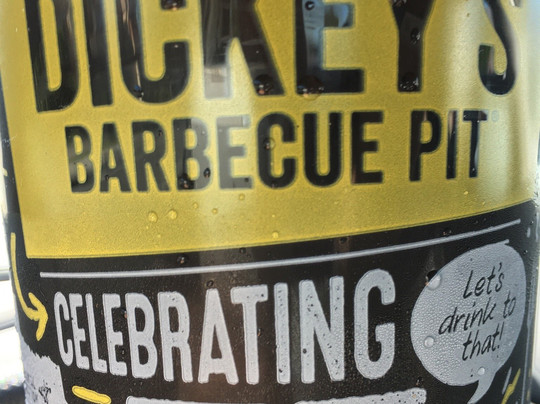 DICKEY'S
BARBECUE PIT
CELEBRATING
Let's
drink to
that!